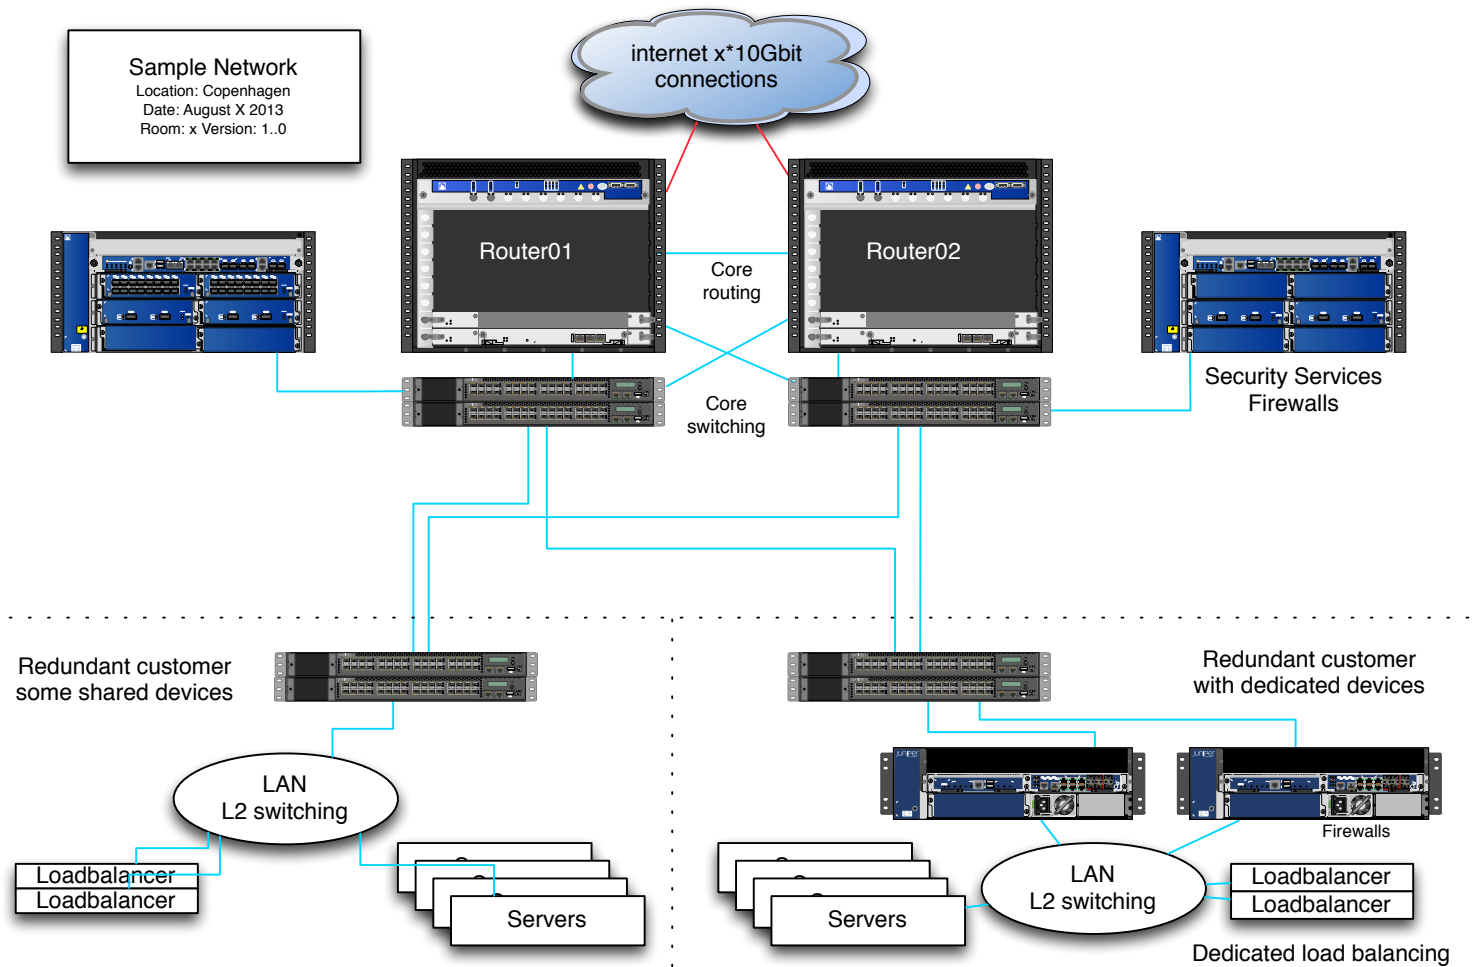 Sample Network
Location: Copenhagen
Date: August X 2013
Room: x Version: 1..0
internet x*10Gbit
connections
Router01
Router02
Core
routing
Core
switching
Security Services
Firewalls
Redundant customer
some shared devices
Redundant customer
with dedicated devices
LAN
L2 switching
Loadbalancer
Loadbalancer
Servers
JUNIPER
JUNIPER
Firewalls
LAN
L2 switching
Servers
Loadbalancer
Loadbalancer
Dedicated load balancing